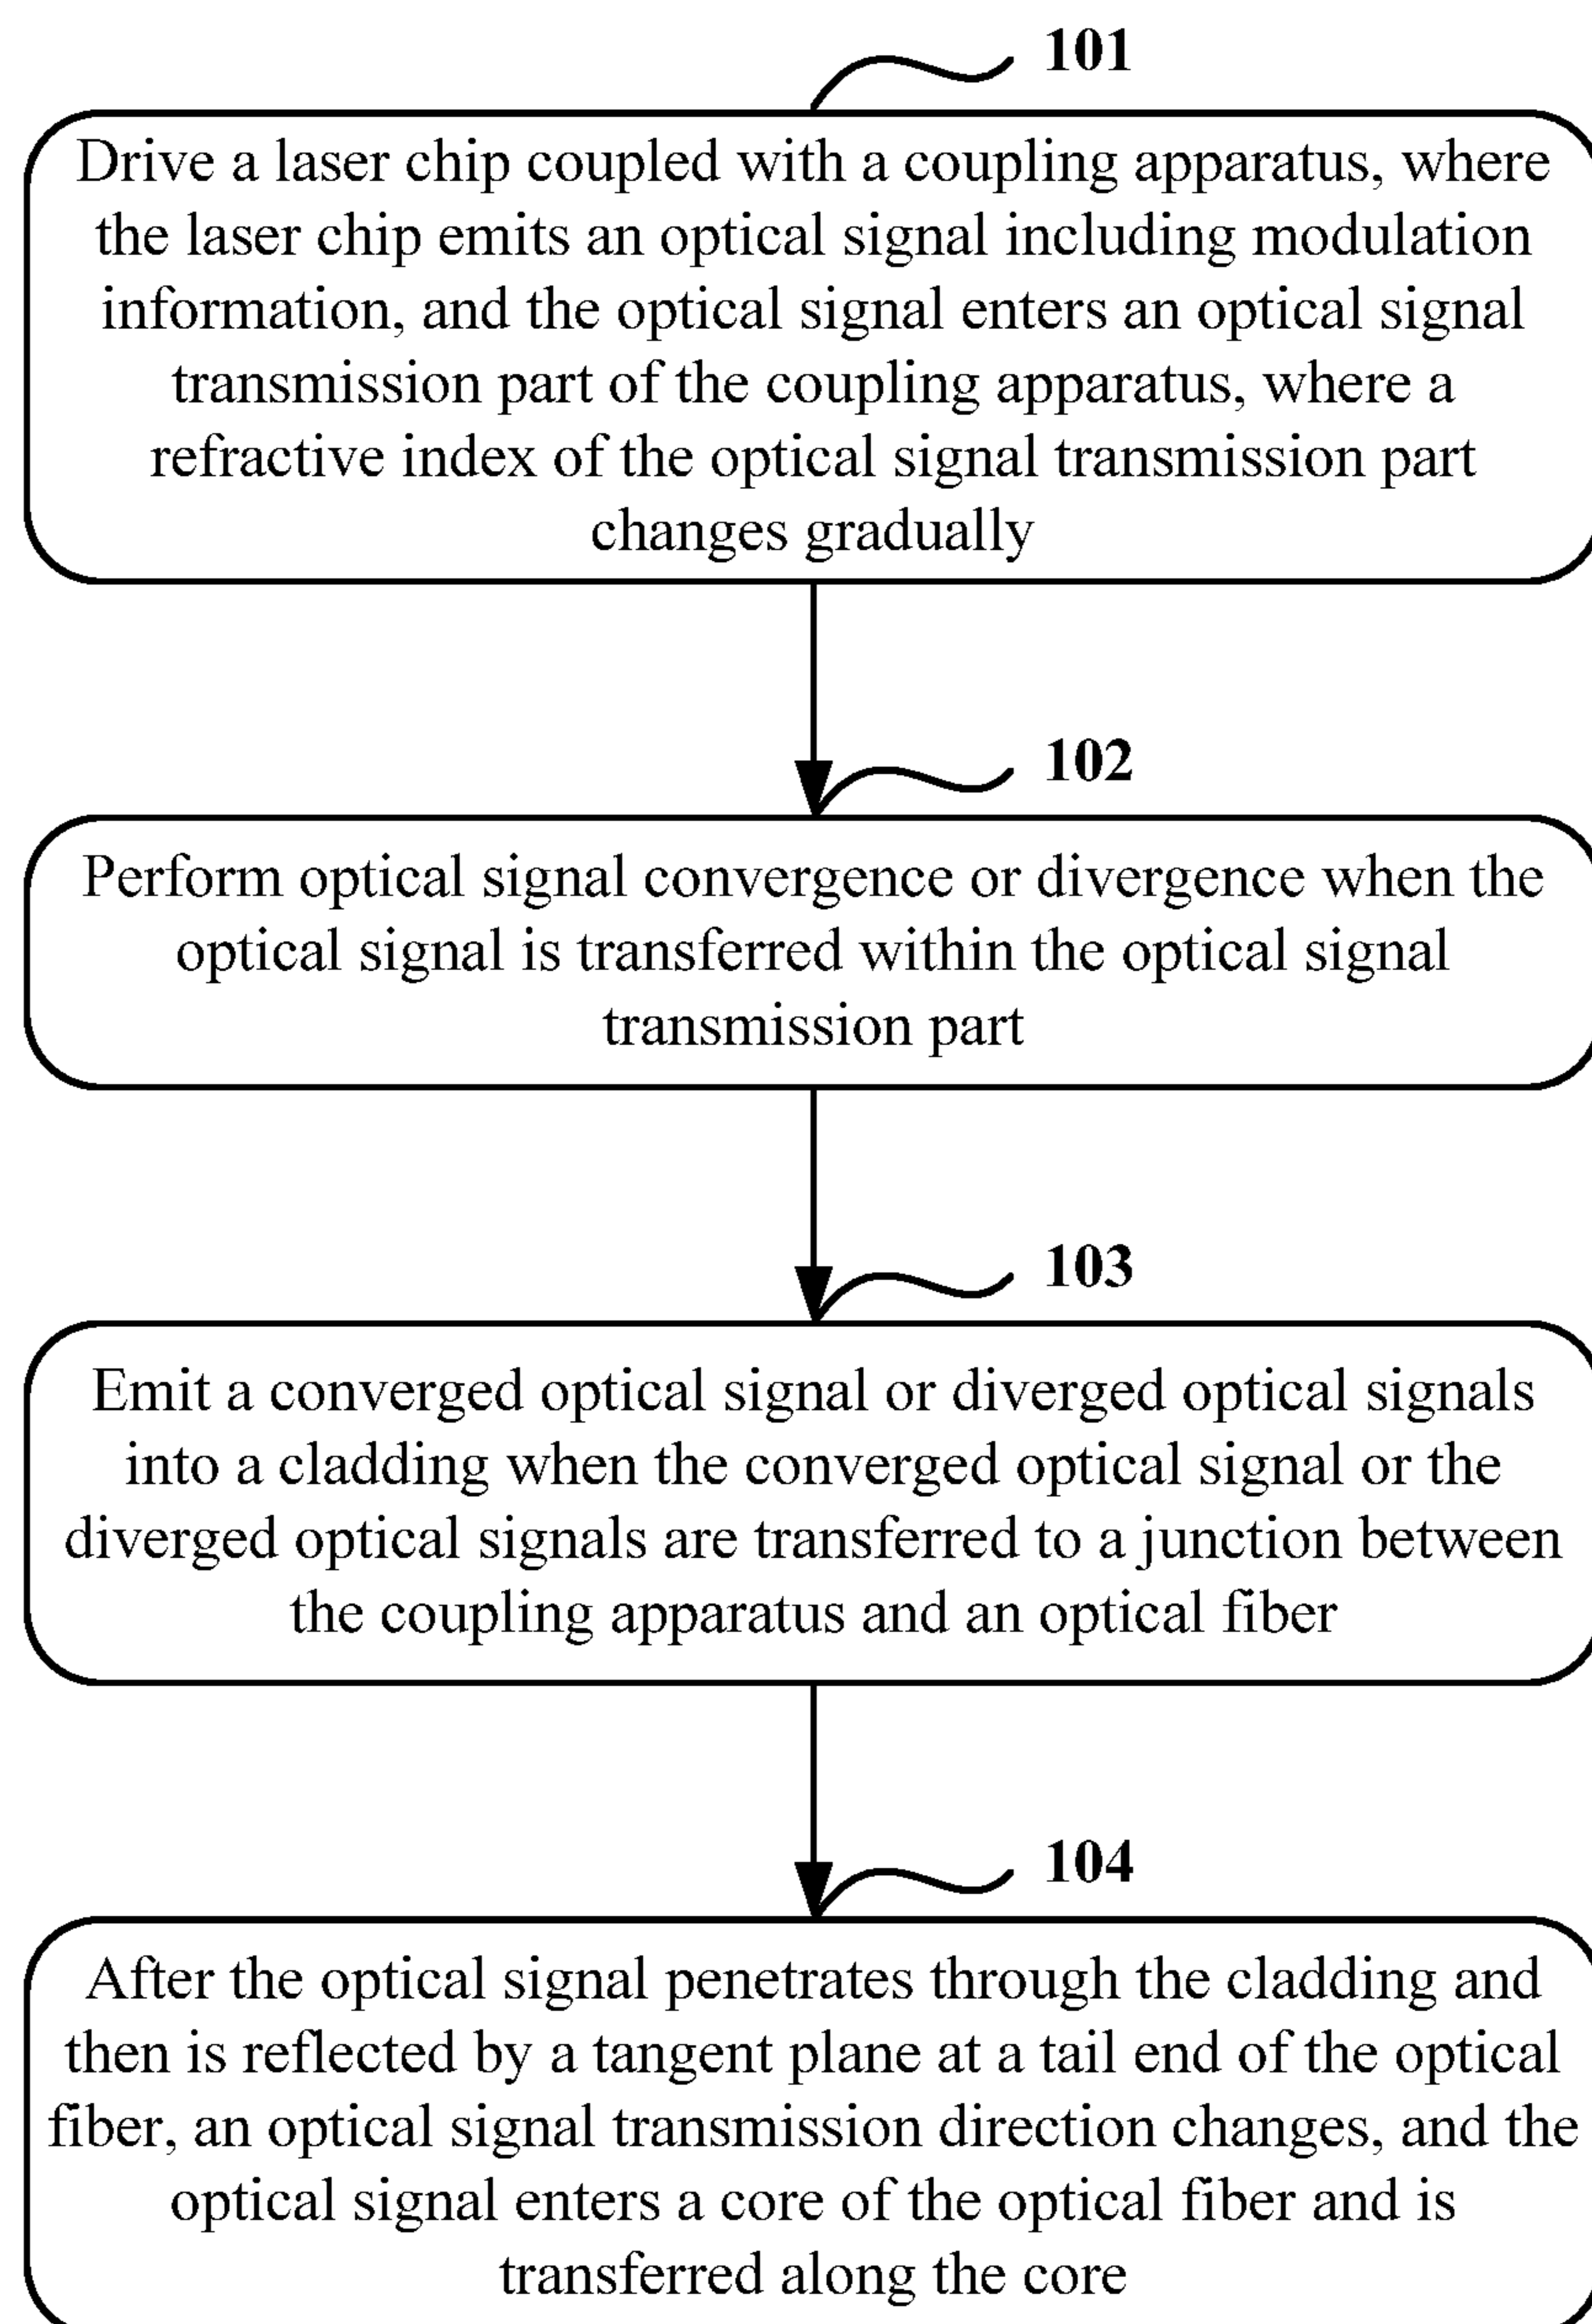 101
Drive a laser chip coupled with a coupling apparatus, where
the laser chip emits an optical signal including modulation
information, and the optical signal enters an optical signal
transmission part of the coupling apparatus, where a
refractive index of the optical signal transmission part
changes gradually
102
Perform optical signal convergence or divergence when the
optical signal is transferred within the optical signal
transmission part
103
Emit a converged optical signal or diverged optical signals
into a cladding when the converged optical signal or the
diverged optical signals are transferred to a junction between
the coupling apparatus and an optical fiber
104
After the optical signal penetrates through the cladding and
then is reflected by a tangent plane at a tail end of the optical
fiber, an optical signal transmission direction changes, and the
optical signal enters a core of the optical fiber and is
transferred along the core